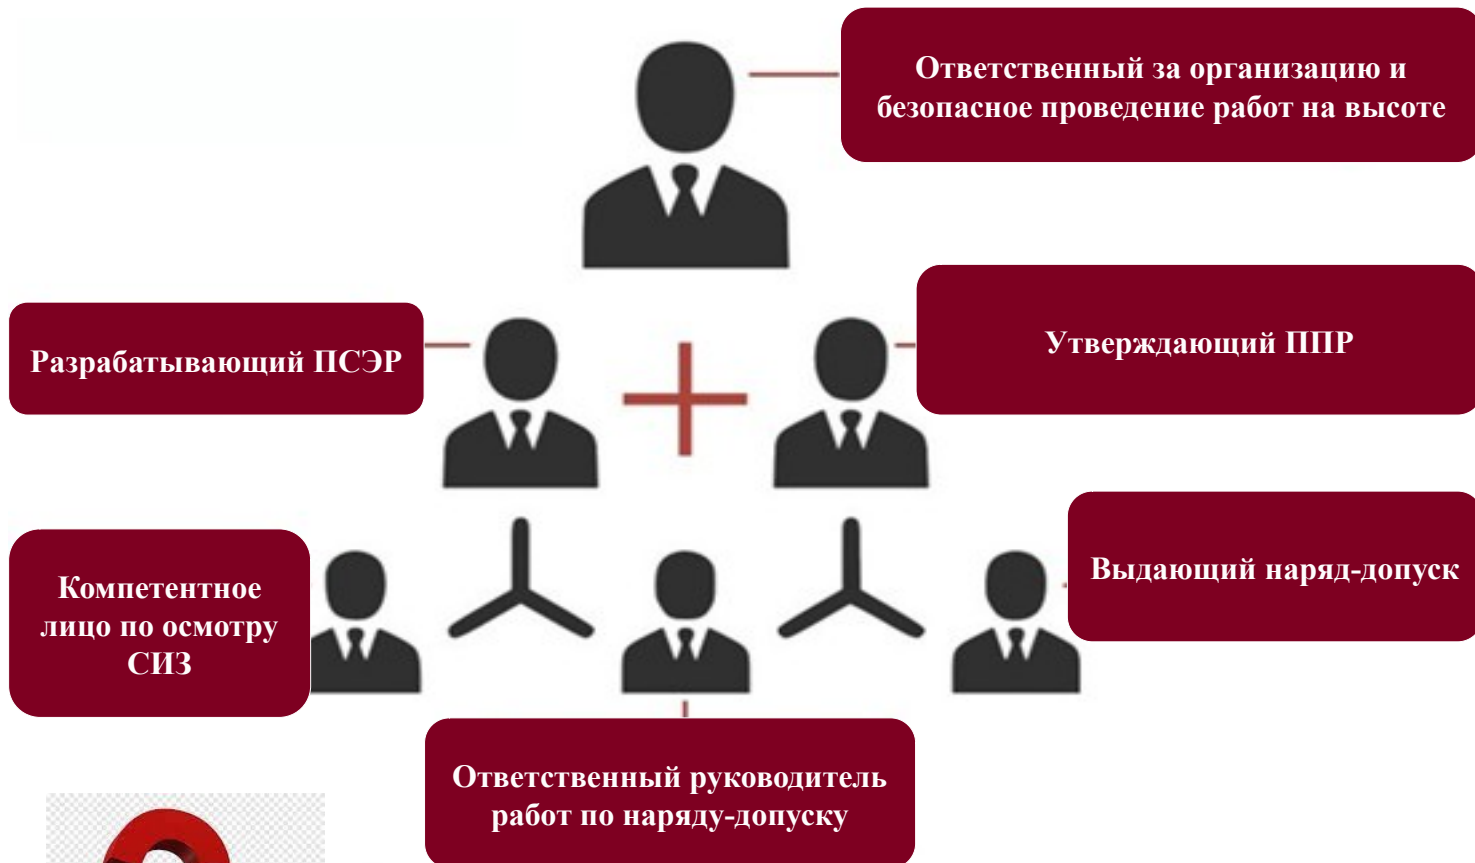 Ответственный за организацию и
безопасное проведение работ на высоте
Разрабатывающий ПСЭР
Утверждающий ППР
Компетентное
лицо по осмотру
СИЗ
Выдающий наряд-допуск
Ответственный руководитель
работ по наряду-допуску